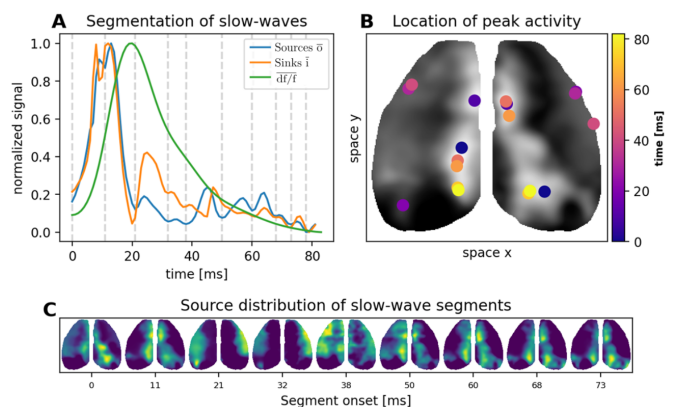 A
Segmentation of slow-waves
normalized signal
1.0
0.8
0.6
0.4
0.2
0.0
Sources ō
Sinks ī
df/f
0
20
40
60
80
time [ms]
B
Location of peak activity
space y
space x
80
60
40
20
0
time [ms]
C
Source distribution of slow-wave segments
0 11 21 32 38 50 60 68 73
Segment onset [ms]